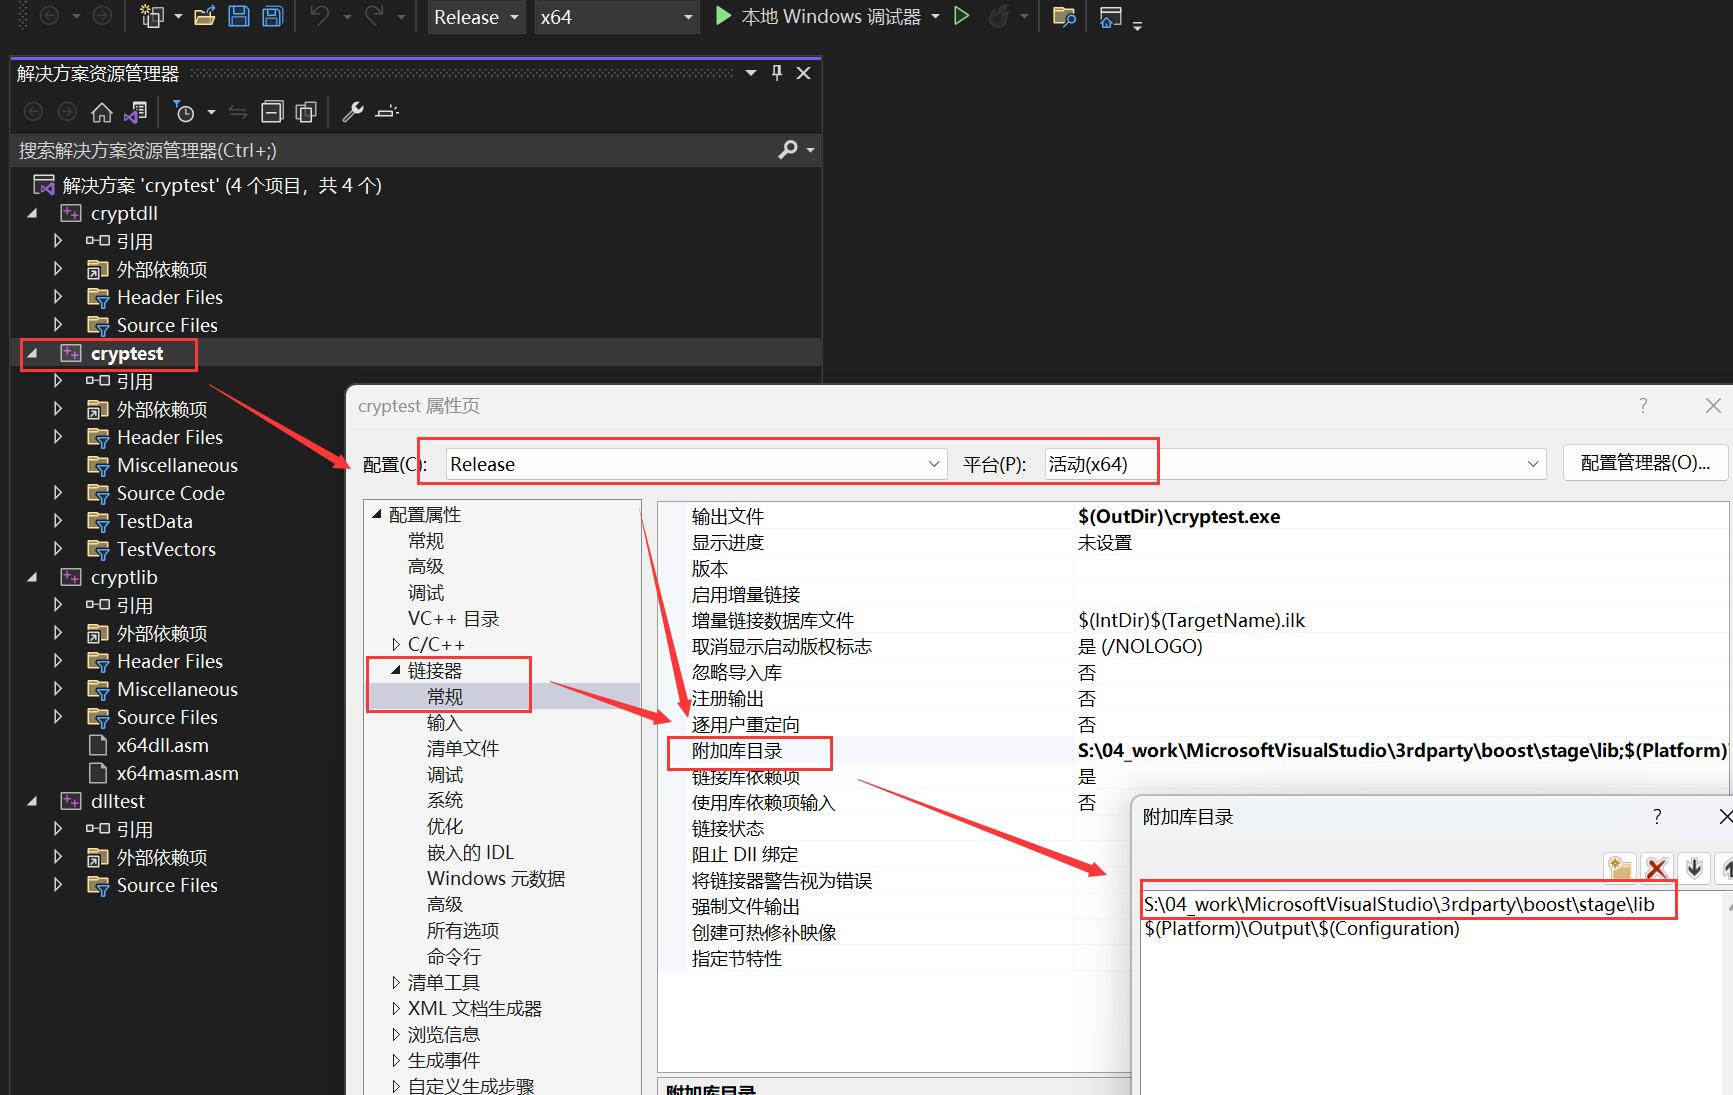 Release
x64
本地 Windows 调试器
解决方案资源管理器
搜索解决方案资源管理器(Ctrl+;)
解决方案 'cryptest' (4 个项目，共 4 个)
cryptdll
引用
外部依赖项
Header Files
Source Files
cryptest
引用
外部依赖项
Header Files
Miscellaneous
Source Code
TestData
TestVectors
cryptlib
引用
外部依赖项
Header Files
Miscellaneous
Source Files
x64dll.asm
x64masm.asm
dlltest
引用
外部依赖项
Source Files
cryptest 属性页
?
配置(C):
Release
平台(P):
活动(x64)
配置管理器(O)...
配置属性
常规
高级
调试
VC++ 目录
C/C++
链接器
常规
输入
清单文件
调试
系统
优化
嵌入的 IDL
Windows 元数据
高级
所有选项
命令行
清单工具
XML 文档生成器
浏览信息
生成事件
自定义生成步骤
输出文件 $(OutDir)\cryptest.exe
显示进度 未设置
版本
启用增量链接
增量链接数据库文件 $(IntDir)$(TargetName).ilk
取消显示启动版权标志 是 (/NOLOGO)
忽略导入库 否
注册输出 否
逐用户重定向 否
附加库目录 S:\04_work\MicrosoftVisualStudio\3rdparty\boost\stage\lib;$(Platform)
链接库依赖项 是
使用库依赖项输入 否
链接状态
阻止 Dll 绑定
将链接器警告视为错误
强制文件输出
创建可热修补映像
指定节特性
附加库目录
附加库目录
?
S:\04_work\MicrosoftVisualStudio\3rdparty\boost\stage\lib
$(Platform)\Output\$(Configuration)